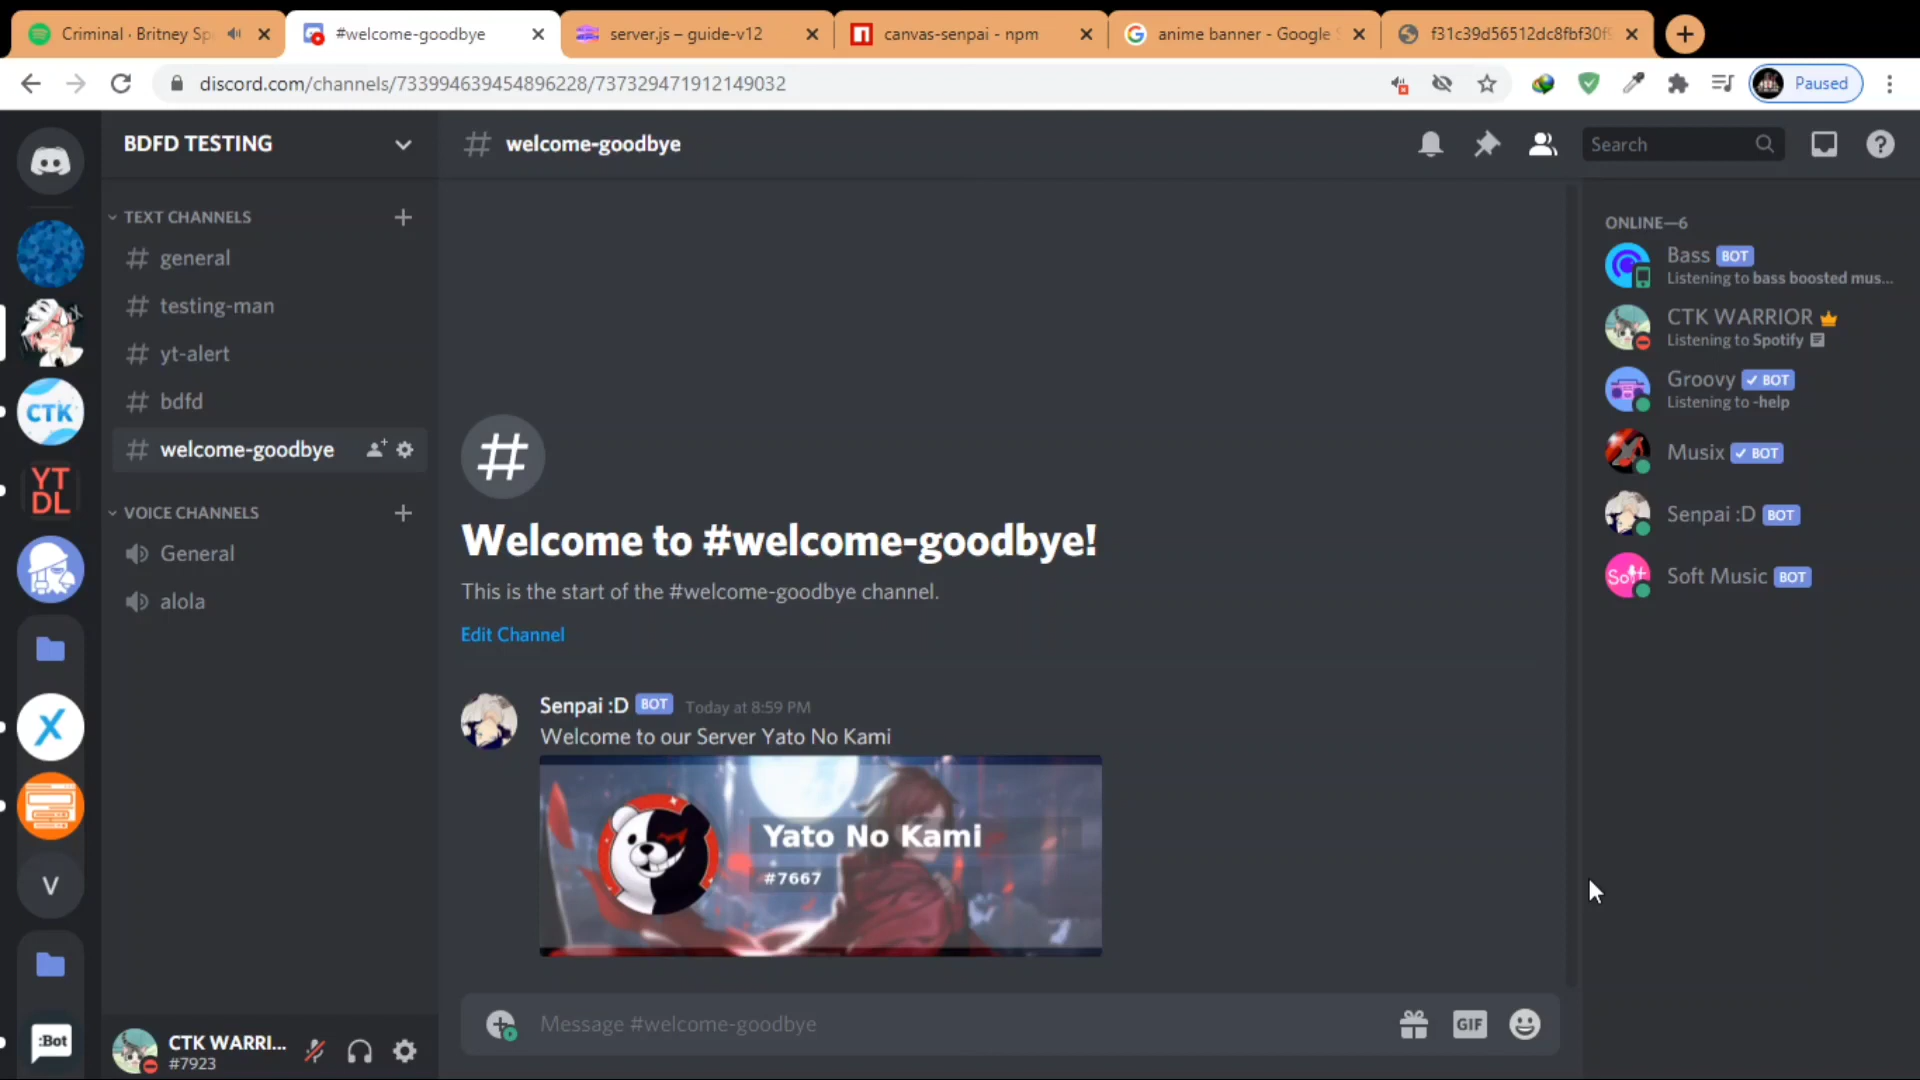 Criminal · Britney Sp
#welcome-goodbye
server.js – guide-v12
canvas-senpai - npm
anime banner - Google S
f31c39d56512dc8fbf30f9
discord.com/channels/733994639454896228/737329471912149032
Paused
BDFD TESTING
welcome-goodbye
Search
TEXT CHANNELS
general
testing-man
yt-alert
bdfd
welcome-goodbye
VOICE CHANNELS
General
alola
CTK
YT
DL
V
:Bot
CTK WARRI...
#7923
Welcome to #welcome-goodbye!
This is the start of the #welcome-goodbye channel.
Edit Channel
Senpai :D BOT Today at 8:59 PM
Welcome to our Server Yato No Kami
Yato No Kami
#7667
Message #welcome-goodbye
GIF
ONLINE—6
Bass BOT
Listening to bass boosted mus...
CTK WARRIOR
Listening to Spotify
Groovy ✓ BOT
Listening to -help
Musix ✓ BOT
Senpai :D BOT
Soft
Soft Music BOT